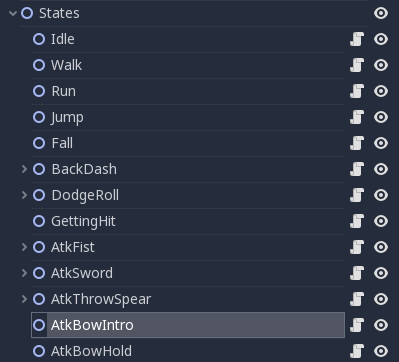 States
Idle
Walk
Run
Jump
Fall
BackDash
DodgeRoll
GettingHit
AtkFist
AtkSword
AtkThrowSpear
AtkBowIntro
AtkBowHold